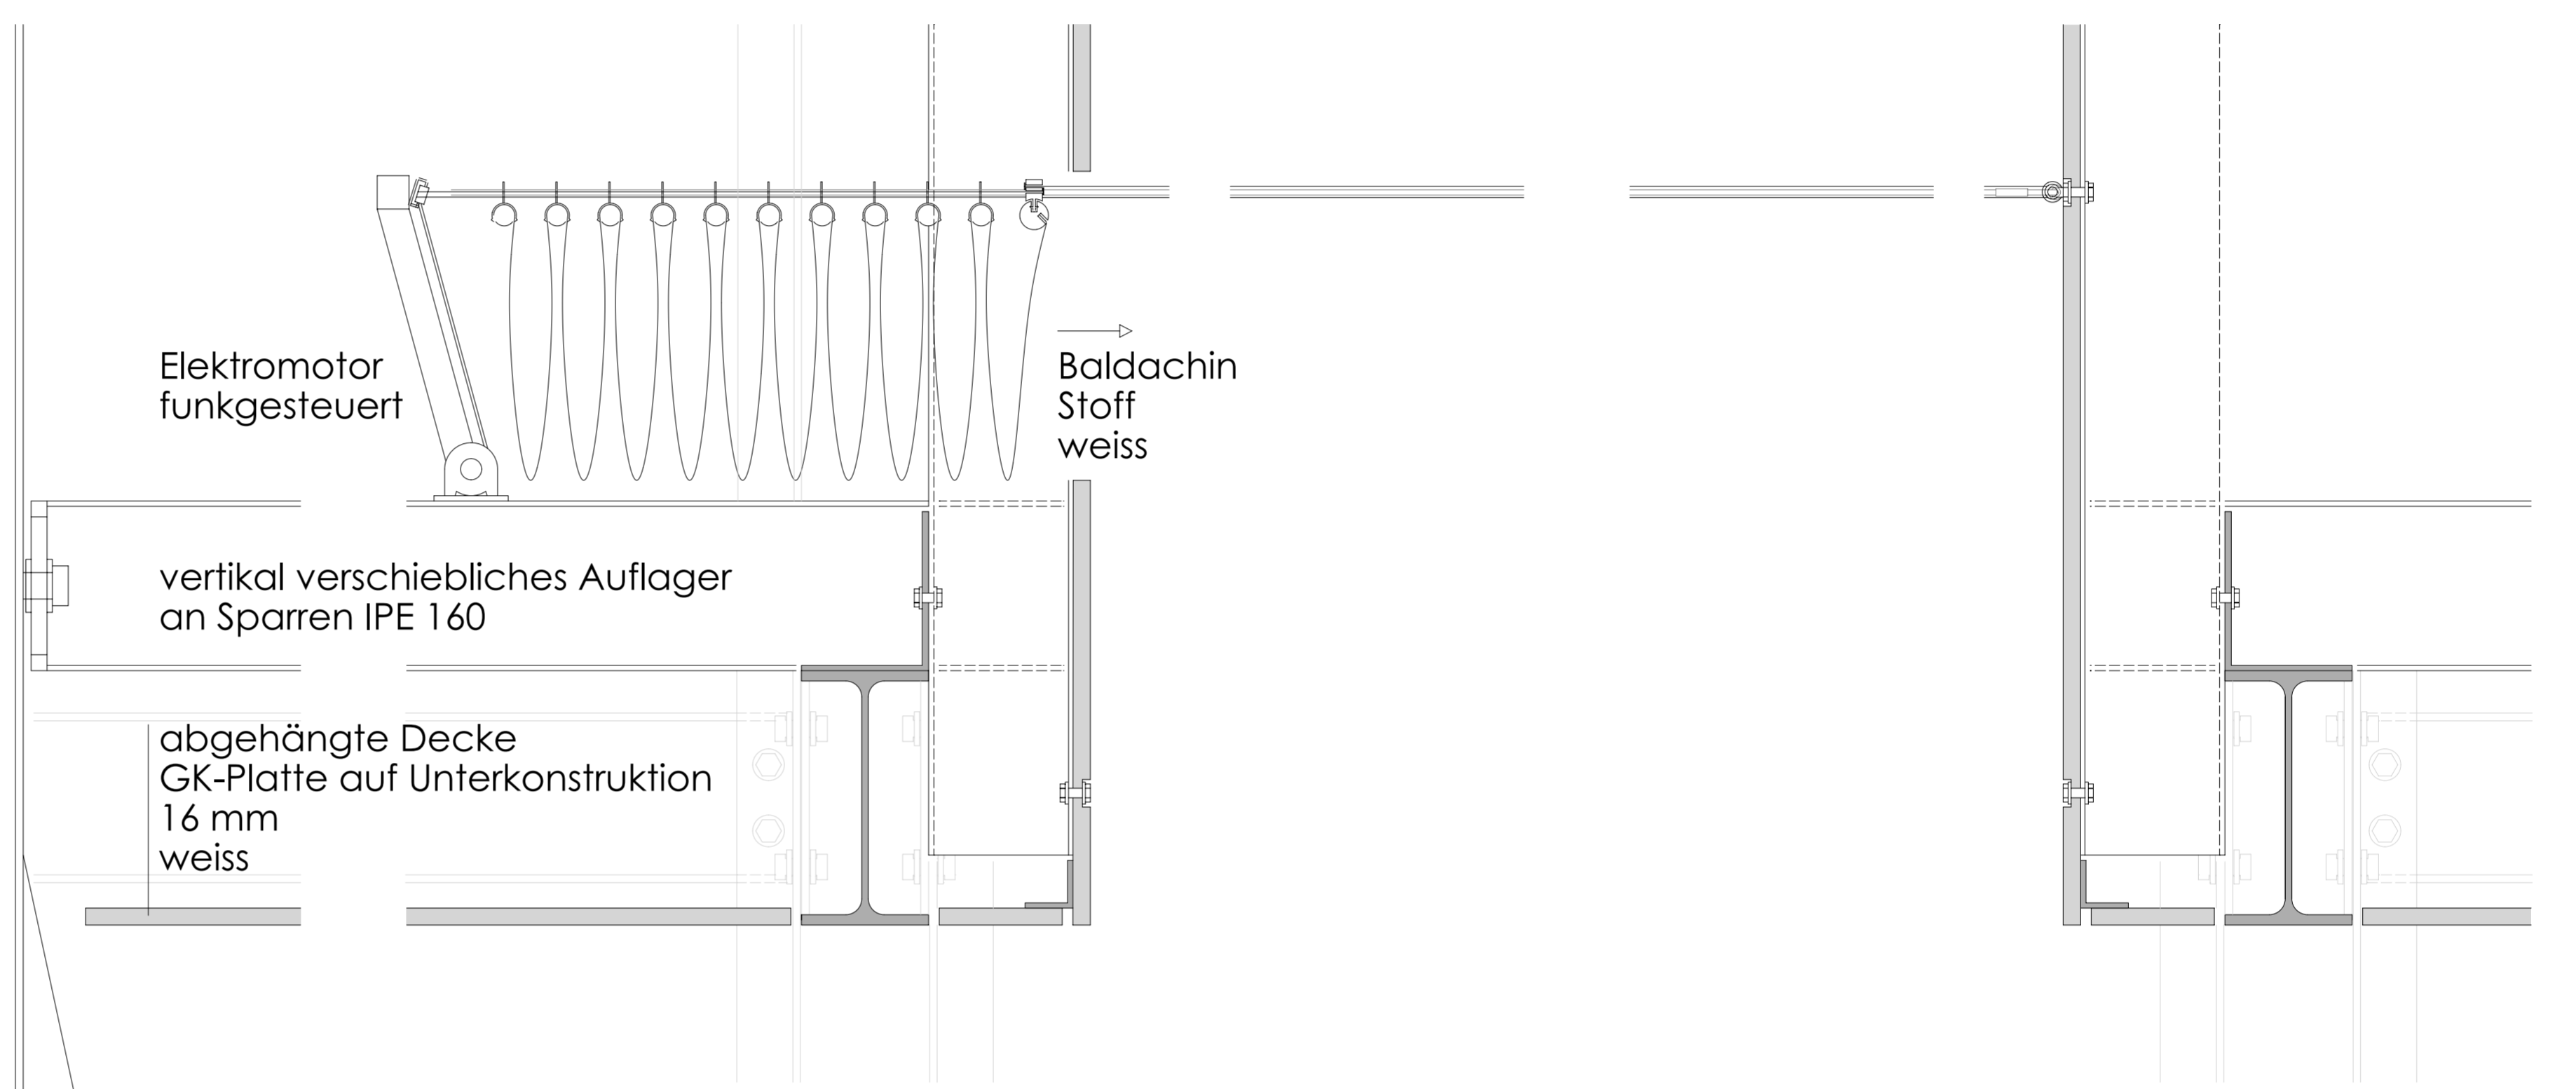 Elektromotor
funkgesteuert
Baldachin
Stoff
weiss
vertikal verschiebliches Auflager
an Sparren IPE 160
abgehängte Decke
GK-Platte auf Unterkonstruktion
16 mm
weiss